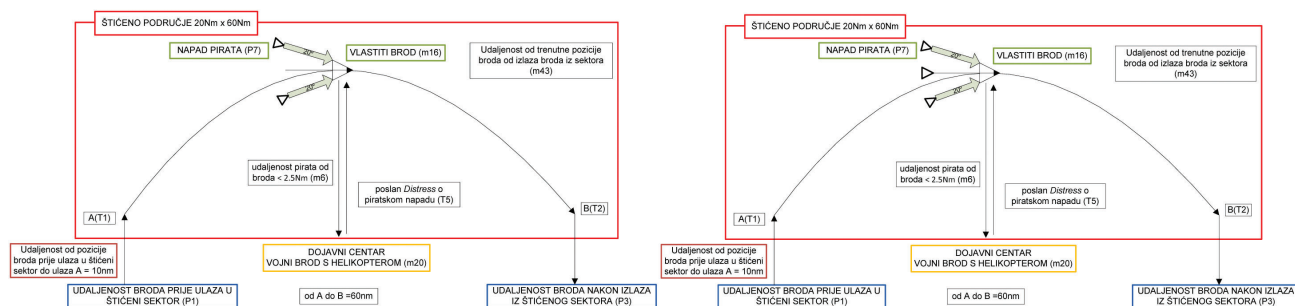 ŠTIĆENO PODRUČJE 20Nm x 60Nm
NAPAD PIRATA (P7)
20°
20°
VLASTITI BROD (m16)
Udaljenost od trenutne pozicije
broda od izlaza broda iz sektora
(m43)
udaljenost pirata od
broda < 2.5Nm (m6)
poslan Distress o
piratskom napadu (T5)
A(T1)
B(T2)
Udaljenost od pozicije
broda prije ulaza u štićeni
sektor do ulaza A = 10nm
DOJAVNI CENTAR
VOJNI BROD S HELIKOPTEROM (m20)
UDALJENOST BRODA PRIJE ULAZA U
ŠTIĆENI SEKTOR (P1)
od A do B =60nm
UDALJENOST BRODA NAKON IZLAZA
IZ ŠTIĆENOG SEKTORA (P3)
ŠTIĆENO PODRUČJE 20Nm x 60Nm
NAPAD PIRATA (P7)
20°
20°
VLASTITI BROD (m16)
Udaljenost od trenutne pozicije
broda od izlaza broda iz sektora
(m43)
udaljenost pirata od
broda < 2.5Nm (m6)
poslan Distress o
piratskom napadu (T5)
A(T1)
B(T2)
Udaljenost od pozicije
broda prije ulaza u štićeni
sektor do ulaza A = 10nm
DOJAVNI CENTAR
VOJNI BROD S HELIKOPTEROM (m20)
UDALJENOST BRODA PRIJE ULAZA U
ŠTIĆENI SEKTOR (P1)
od A do B =60nm
UDALJENOST BRODA NAKON IZLAZA
IZ ŠTIĆENOG SEKTORA (P3)